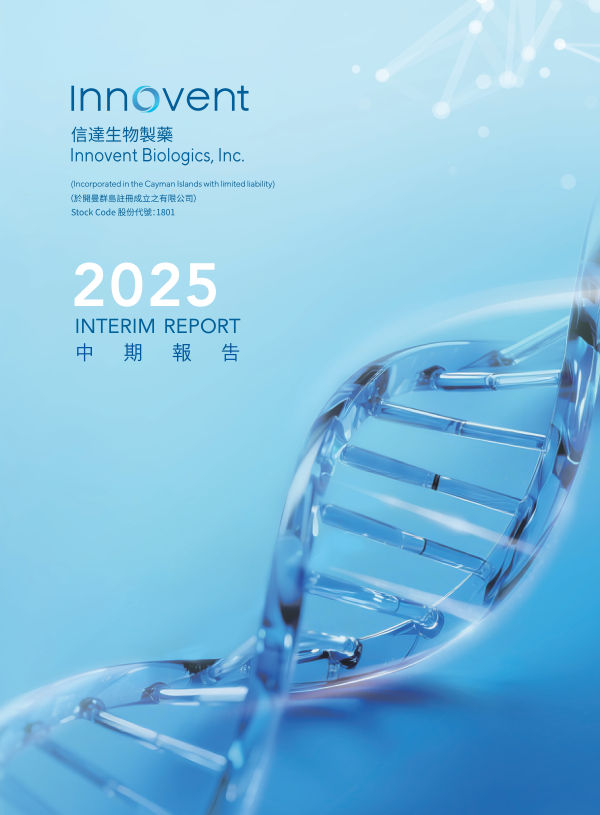 Innovent
信達生物製藥
Innovent Biologics, Inc.
(Incorporated in the Cayman Islands with limited liability)
(於開曼群島註冊成立之有限公司)
Stock Code 股份代號：1801
2025
INTERIM REPORT
中期報告